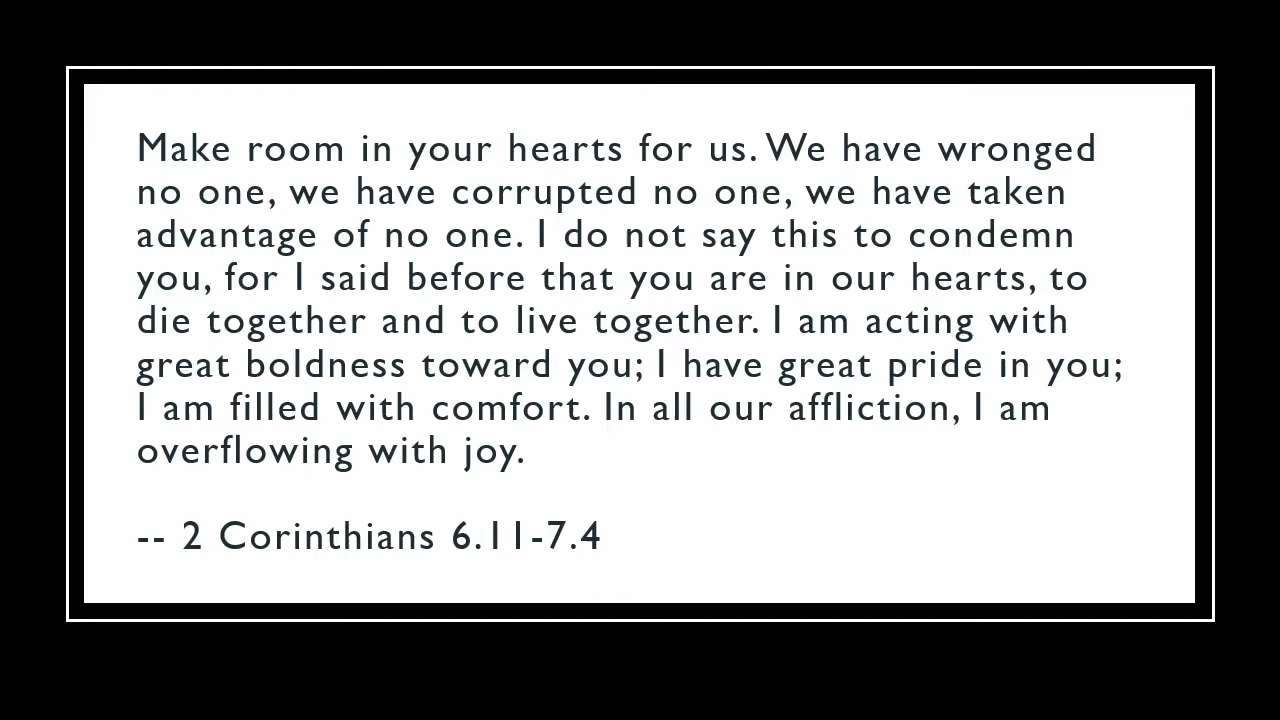 Make room in your hearts for us. We have wronged
no one, we have corrupted no one, we have taken
advantage of no one. I do not say this to condemn
you, for I said before that you are in our hearts, to
die together and to live together. I am acting with
great boldness toward you; I have great pride in you;
I am filled with comfort. In all our affliction, I am
overflowing with joy.
-- 2 Corinthians 6.11-7.4